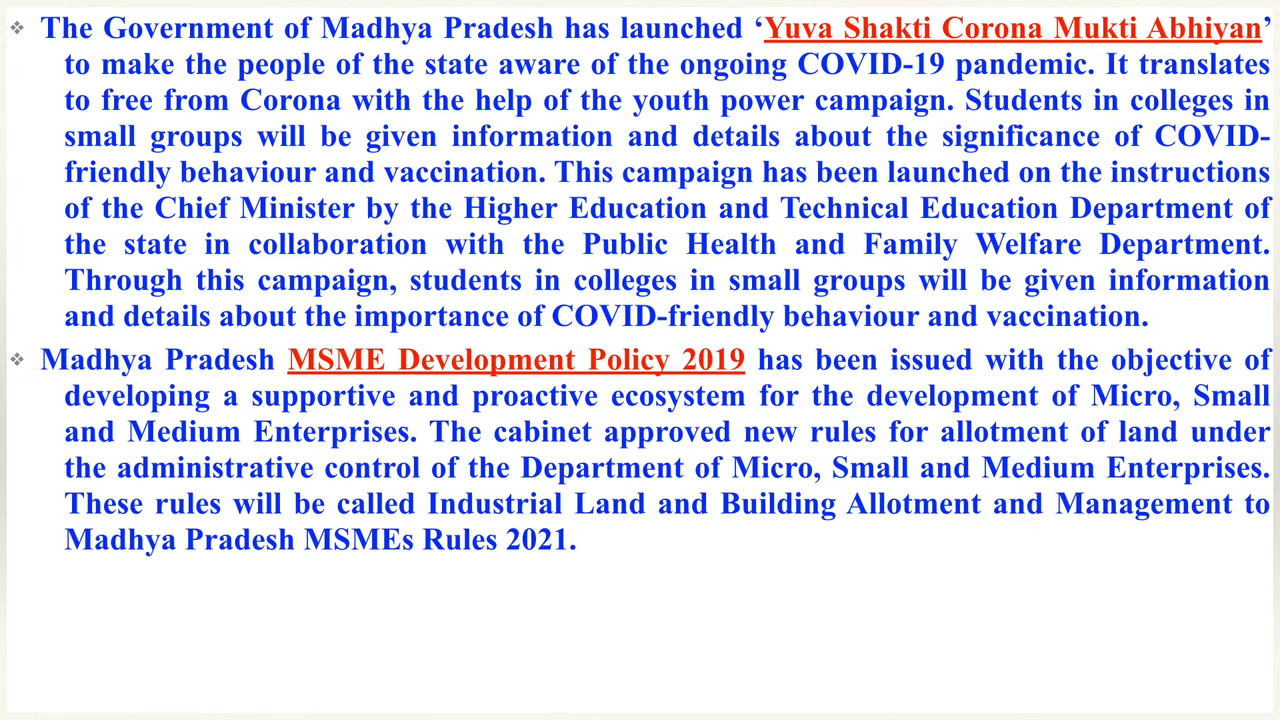 ❖ The Government of Madhya Pradesh has launched ‘Yuva Shakti Corona Mukti Abhiyan’
to make the people of the state aware of the ongoing COVID-19 pandemic. It translates
to free from Corona with the help of the youth power campaign. Students in colleges in
small groups will be given information and details about the significance of COVID-
friendly behaviour and vaccination. This campaign has been launched on the instructions
of the Chief Minister by the Higher Education and Technical Education Department of
the state in collaboration with the Public Health and Family Welfare Department.
Through this campaign, students in colleges in small groups will be given information
and details about the importance of COVID-friendly behaviour and vaccination.
❖ Madhya Pradesh MSME Development Policy 2019 has been issued with the objective of
developing a supportive and proactive ecosystem for the development of Micro, Small
and Medium Enterprises. The cabinet approved new rules for allotment of land under
the administrative control of the Department of Micro, Small and Medium Enterprises.
These rules will be called Industrial Land and Building Allotment and Management to
Madhya Pradesh MSMEs Rules 2021.